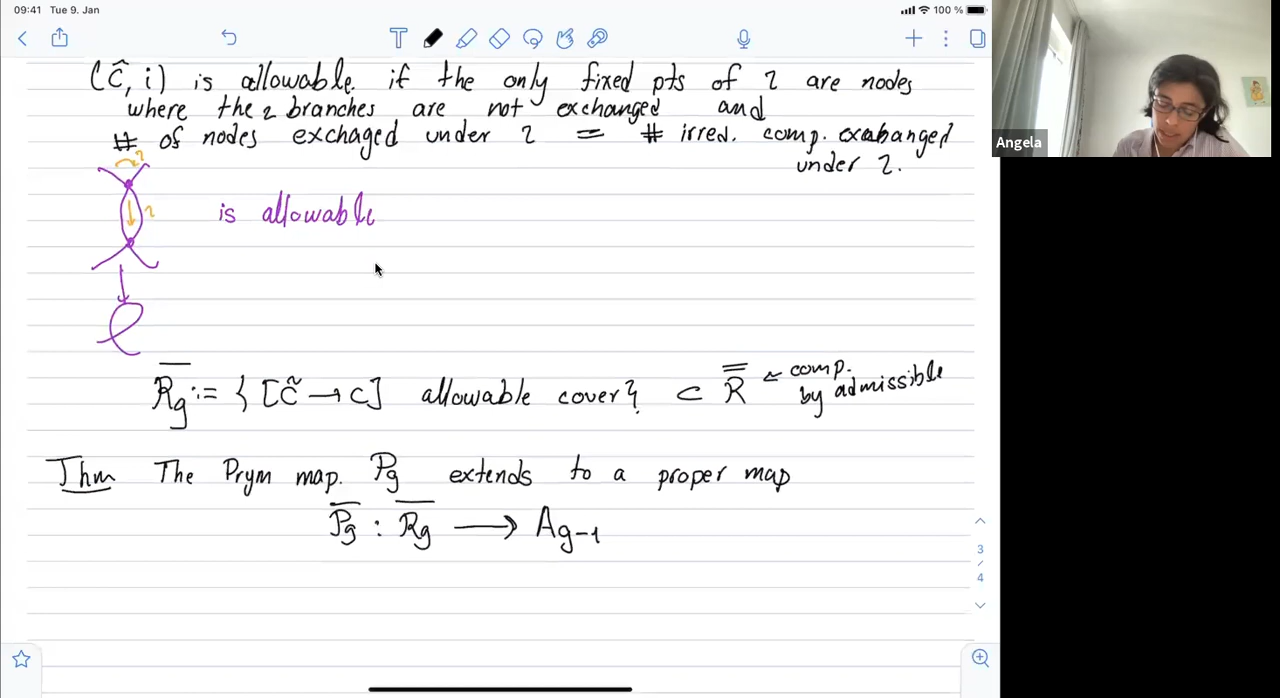 09:41 Tue 9. Jan
100 %
(C̃, i) is allowable. if the only fixed pts of ι are nodes
where the 2 branches are not exchanged and
# of nodes exchaged under ι = # irred. comp. exabanged
under ι.
ι
ι
is allowable
R̅g := { [C̃ → C] allowable cover } ⊂ R̿ ← comp.
by admissible
Thm The Prym map. Pg extends to a proper map
P̅g : R̅g ⟶ Ag-1
Angela
3
/
4